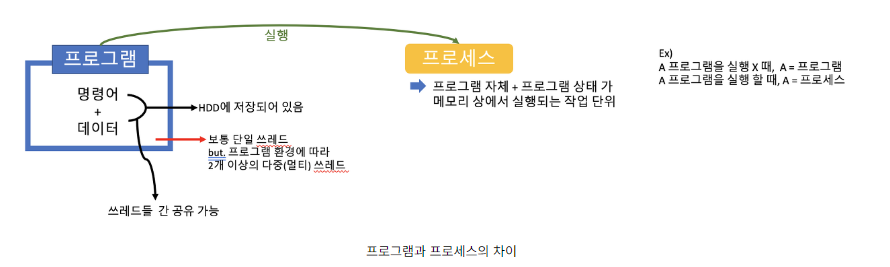 실행
프로그램
명령어
+
데이터
HDD에 저장되어 있음
보통 단일 쓰레드
but, 프로그램 환경에 따라
2개 이상의 다중(멀티) 쓰레드
쓰레드들 간 공유 가능
프로세스
프로그램 자체 + 프로그램 상태 가
메모리 상에서 실행되는 작업 단위
Ex)
A 프로그램을 실행 X 때, A = 프로그램
A 프로그램을 실행 할 때, A = 프로세스
프로그램과 프로세스의 차이